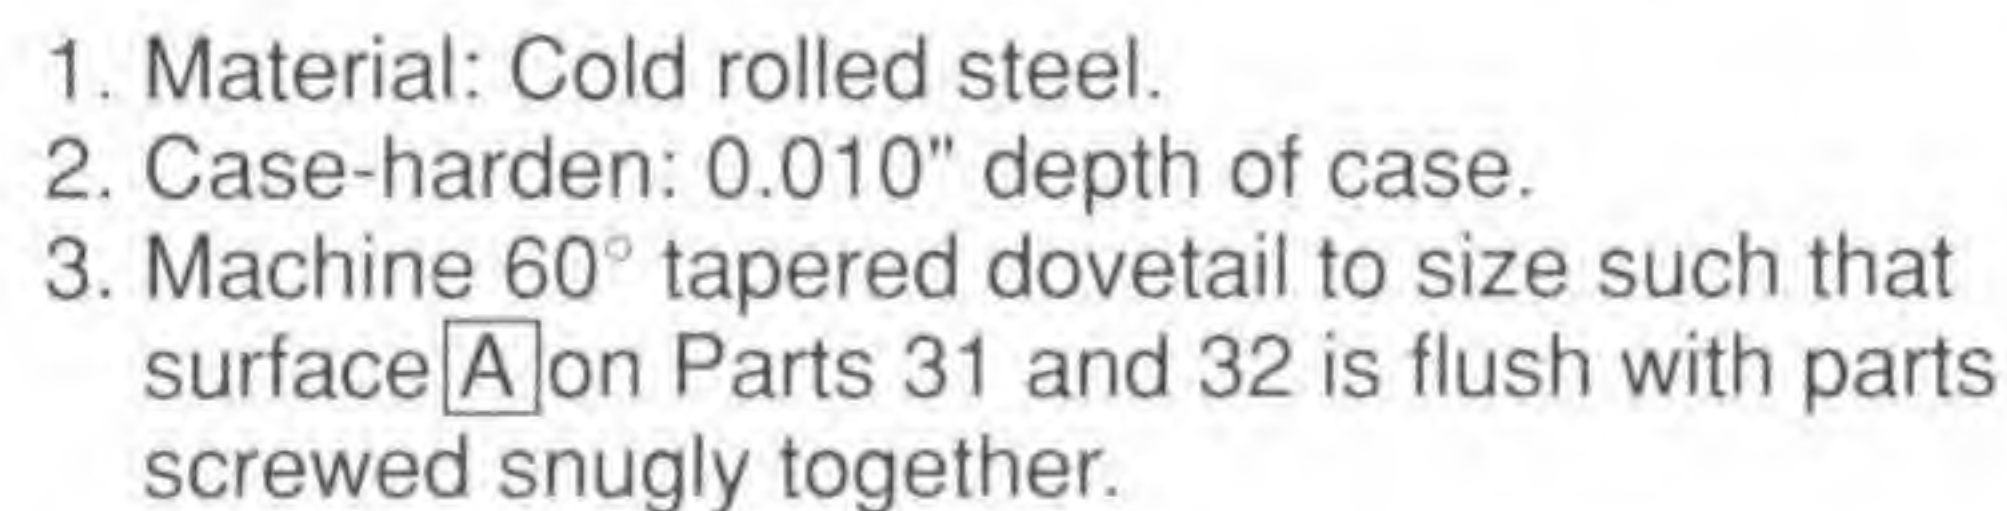 1. Material: Cold rolled steel.
2. Case-harden: 0.010" depth of case.
3. Machine 60° tapered dovetail to size such that
surface A on Parts 31 and 32 is flush with parts
screwed snugly together.